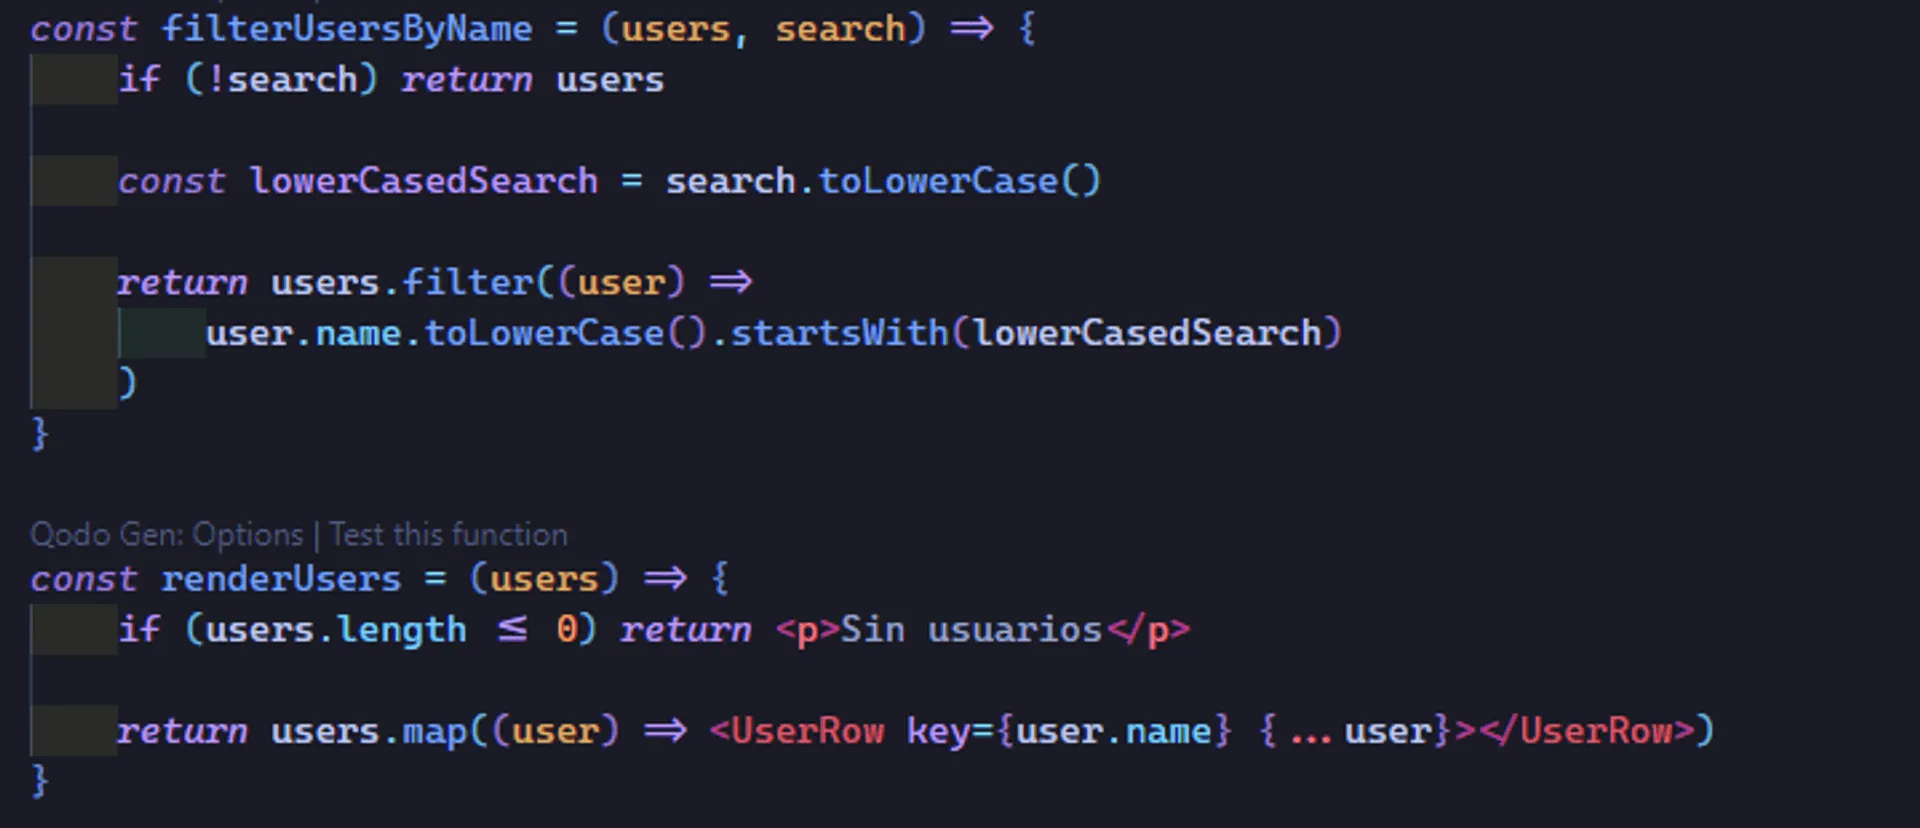 const filterUsersByName = (users, search) => {
    if (!search) return users

    const lowerCasedSearch = search.toLowerCase()

    return users.filter((user) =>
        user.name.toLowerCase().startsWith(lowerCasedSearch)
    )
}

Qodo Gen: Options | Test this function
const renderUsers = (users) => {
    if (users.length <= 0) return <p>Sin usuarios</p>

    return users.map((user) => <UserRow key={user.name} {...user}></UserRow>)
}